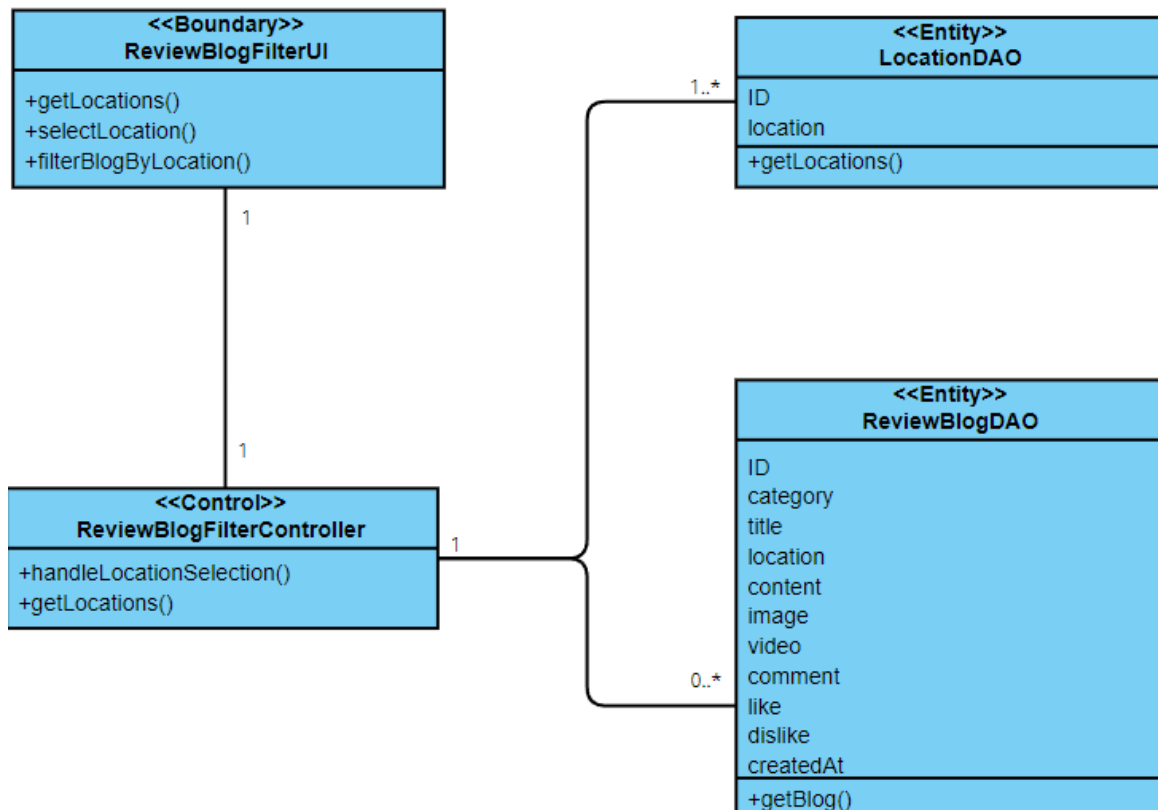 <<Boundary>>
ReviewBlogFilterUI
+getLocations()
+selectLocation()
+filterBlogByLocation()
1
1
<<Control>>
ReviewBlogFilterController
+handleLocationSelection()
+getLocations()
1
1..*
<<Entity>>
LocationDAO
ID
location
+getLocations()
0..*
<<Entity>>
ReviewBlogDAO
ID
category
title
location
content
image
video
comment
like
dislike
createdAt
+getBlog()